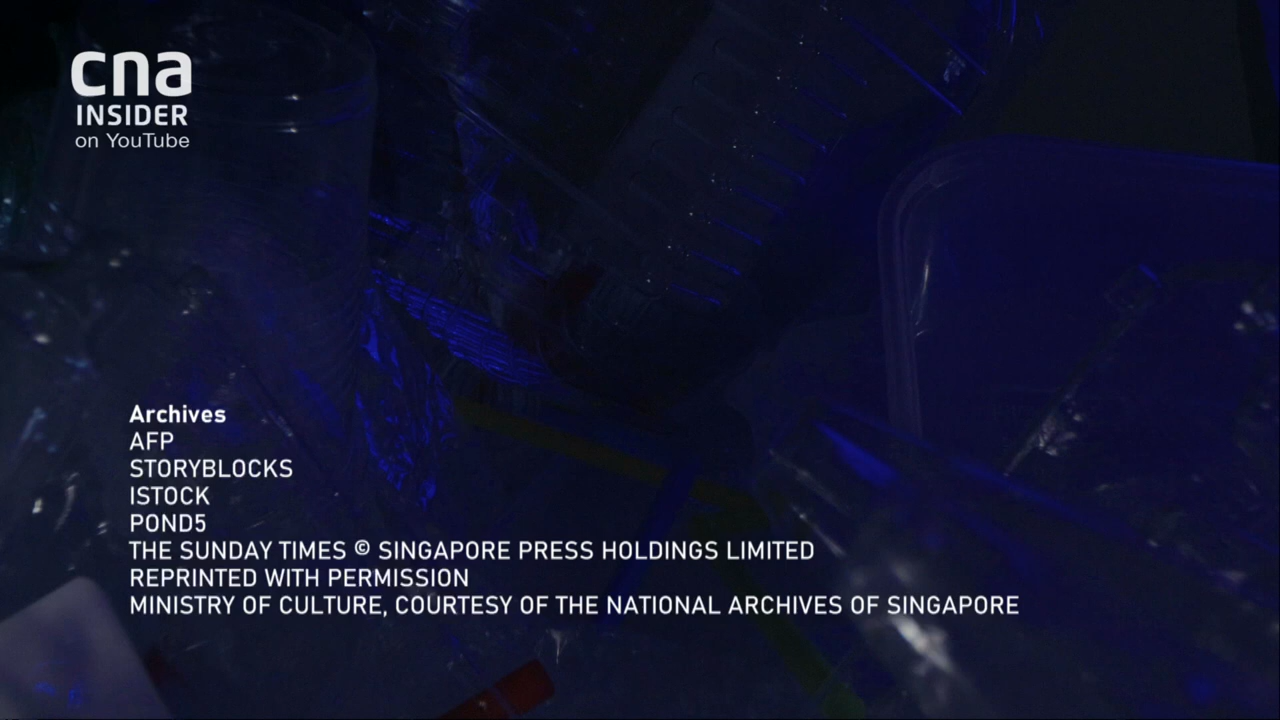 cna
INSIDER
on YouTube
Archives
AFP
STORYBLOCKS
ISTOCK
POND5
THE SUNDAY TIMES © SINGAPORE PRESS HOLDINGS LIMITED
REPRINTED WITH PERMISSION
MINISTRY OF CULTURE, COURTESY OF THE NATIONAL ARCHIVES OF SINGAPORE